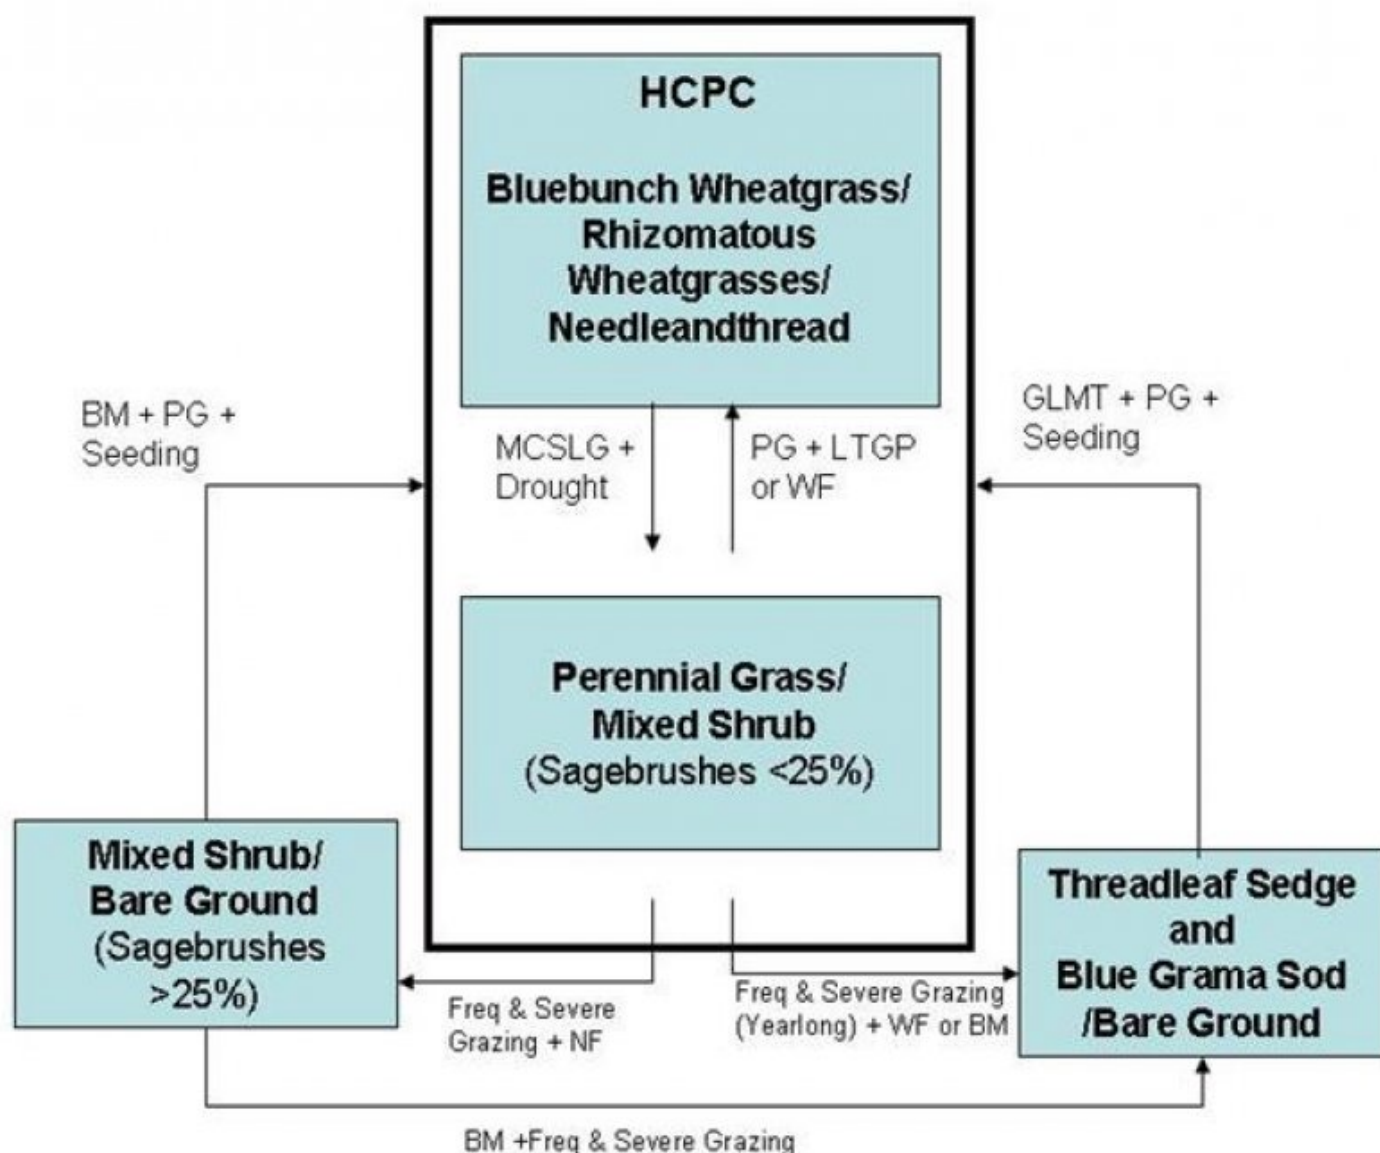 HCPC
Bluebunch Wheatgrass/
Rhizomatous
Wheatgrasses/
Needleandthread
BM + PG +
Seeding
MCSLG +
Drought
PG + LTGP
or WF
GLMT + PG +
Seeding
Perennial Grass/
Mixed Shrub
(Sagebrushes <25%)
Mixed Shrub/
Bare Ground
(Sagebrushes
>25%)
Threadleaf Sedge
and
Blue Grama Sod
/Bare Ground
Freq & Severe
Grazing + NF
Freq & Severe Grazing
(Yearlong) + WF or BM
BM +Freq & Severe Grazing